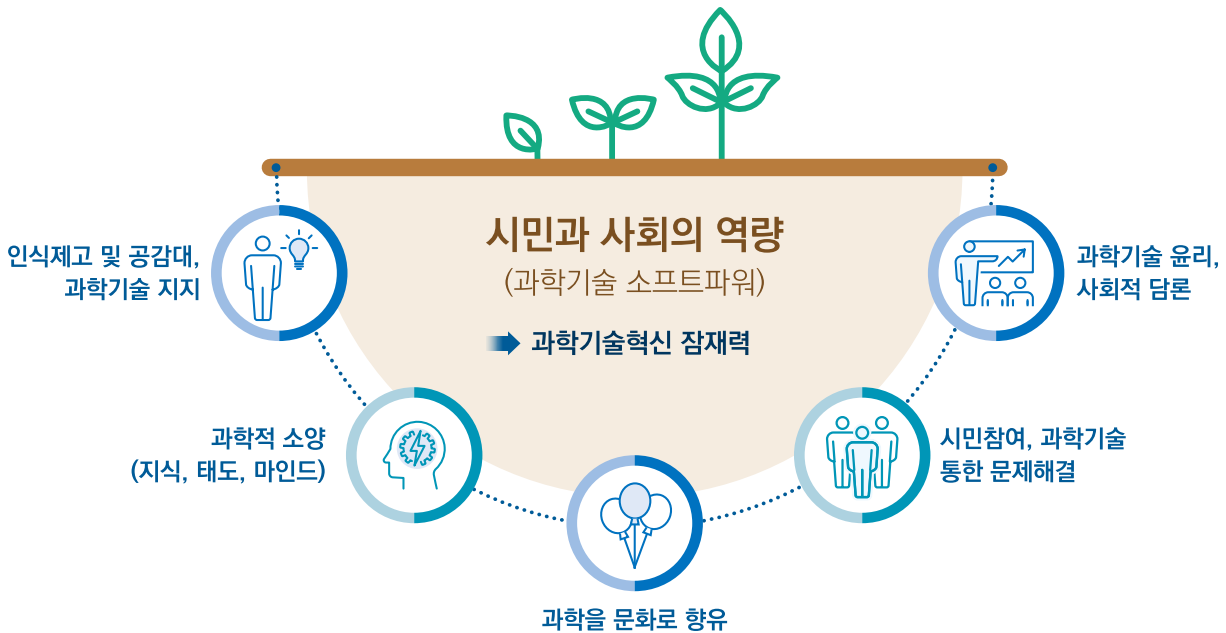 시민과 사회의 역량
(과학기술 소프트파워)
과학기술혁신 잠재력
인식제고 및 공감대,
과학기술 지지
과학적 소양
(지식, 태도, 마인드)
과학을 문화로 향유
시민참여, 과학기술
통한 문제해결
과학기술 윤리,
사회적 담론